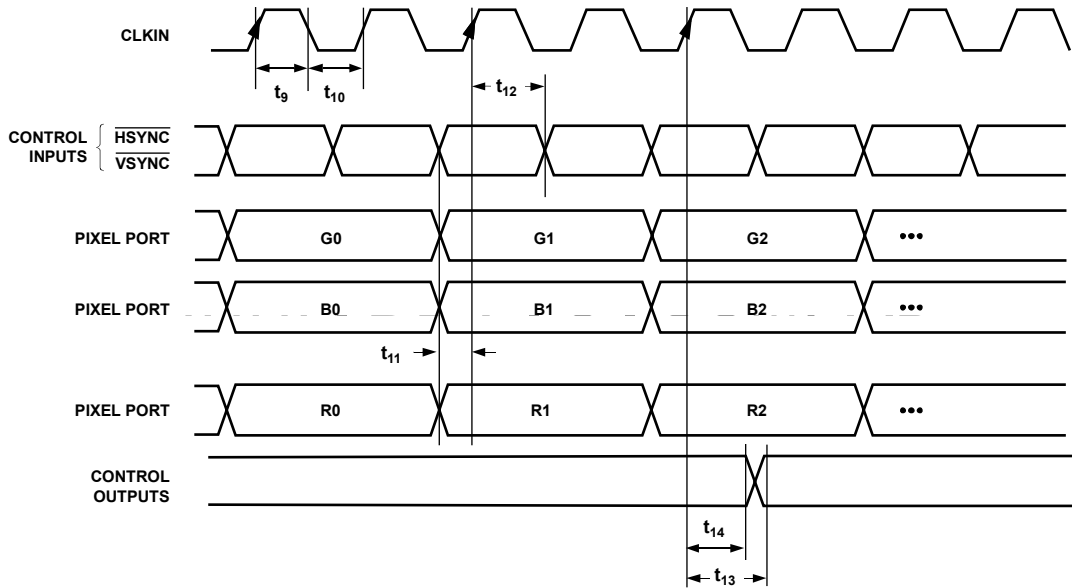 CLKIN
t9
t10
t12
CONTROL INPUTS
HSYNC
VSYNC
PIXEL PORT
G0
G1
G2
•••
PIXEL PORT
B0
B1
B2
•••
t11
PIXEL PORT
R0
R1
R2
•••
CONTROL OUTPUTS
t14
t13